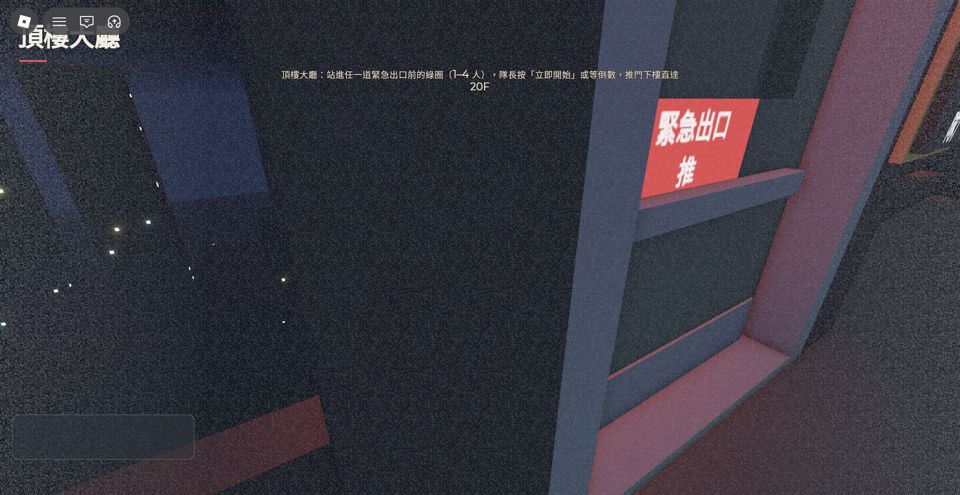 頂樓大廳
頂樓大廳：站進任一道緊急出口前的綠圈（1–4 人），隊長按「立即開始」或等倒數，推門下樓直達
20F
緊急出口
推